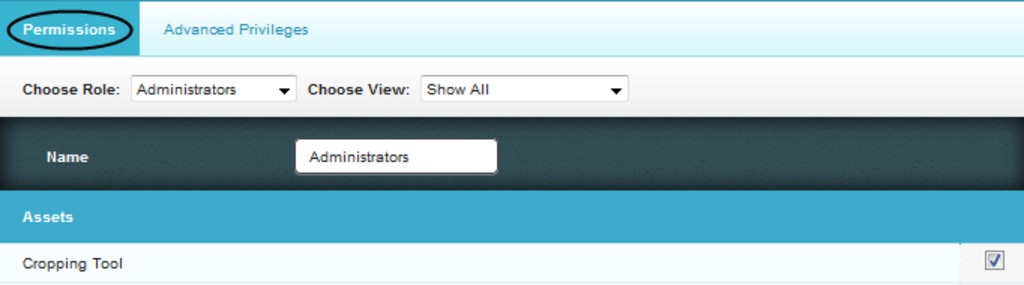 Permissions Advanced Privileges
Choose Role: Administrators Choose View: Show All
Name Administrators
Assets
Cropping Tool